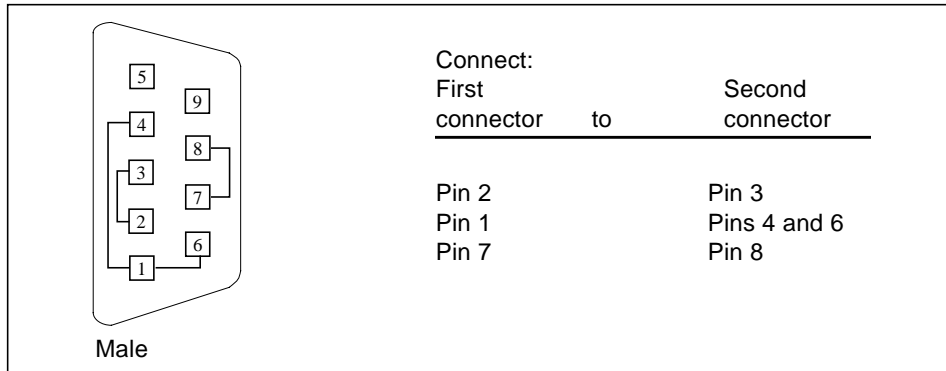 5
9
4
8
3
7
2
6
1
Male
Connect:
First Second
connector to connector
Pin 2 Pin 3
Pin 1 Pins 4 and 6
Pin 7 Pin 8